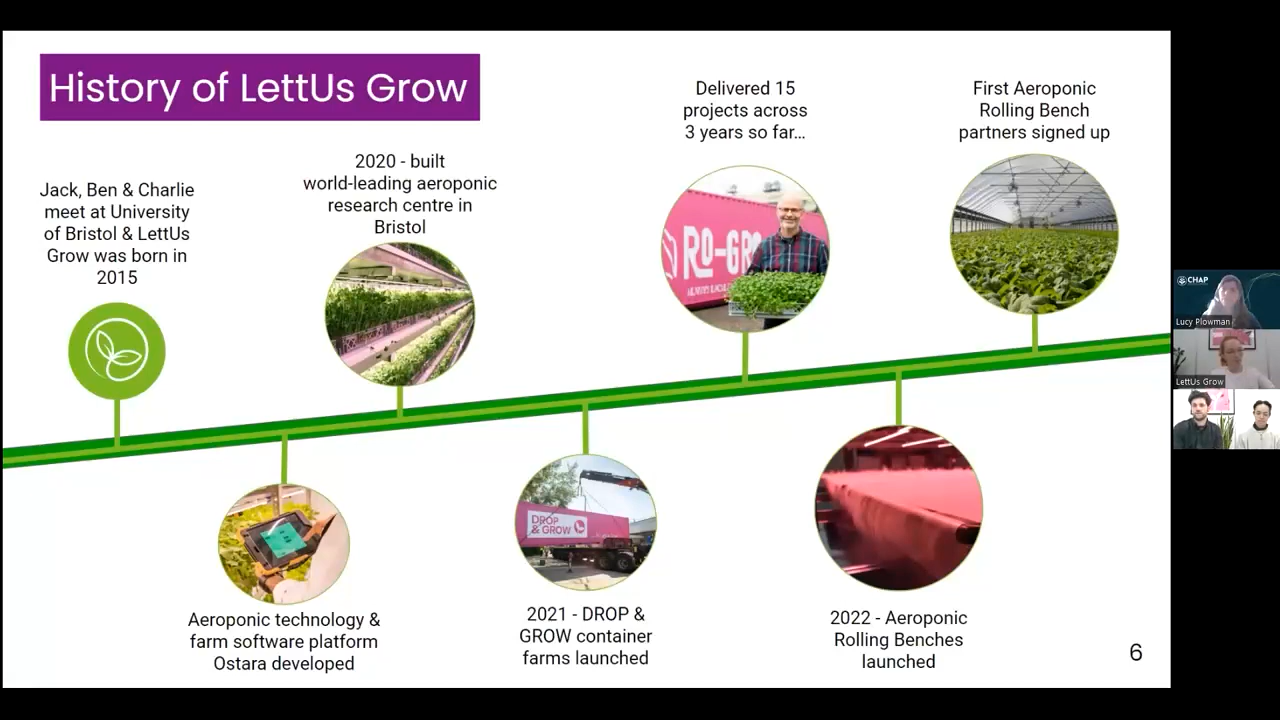 History of LettUs Grow
Jack, Ben & Charlie
meet at University
of Bristol & LettUs
Grow was born in
2015
Aeroponic technology &
farm software platform
Ostara developed
2020 - built
world-leading aeroponic
research centre in
Bristol
2021 - DROP &
GROW container
farms launched
DROP
& GROW
Delivered 15
projects across
3 years so far...
RO-GRO
2022 - Aeroponic
Rolling Benches
launched
First Aeroponic
Rolling Bench
partners signed up
6
CHAP
Lucy Plowman
LettUs Grow